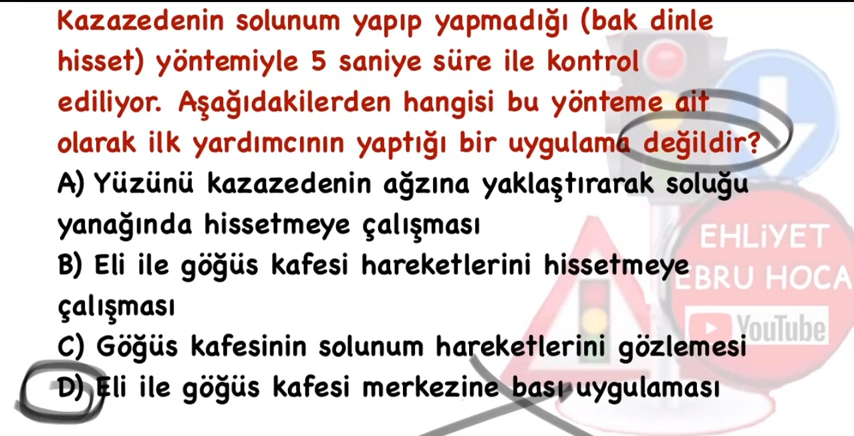 Kazazedenin solunum yapıp yapmadığı (bak dinle
hisset) yöntemiyle 5 saniye süre ile kontrol
ediliyor. Aşağıdakilerden hangisi bu yönteme ait
olarak ilk yardımcının yaptığı bir uygulama değildir?
A) Yüzünü kazazedenin ağzına yaklaştırarak soluğu
yanağında hissetmeye çalışması
B) Eli ile göğüs kafesi hareketlerini hissetmeye
çalışması
C) Göğüs kafesinin solunum hareketlerini gözlemesi
D) Eli ile göğüs kafesi merkezine bası uygulaması
EHLİYET
EBRU HOCA
YouTube